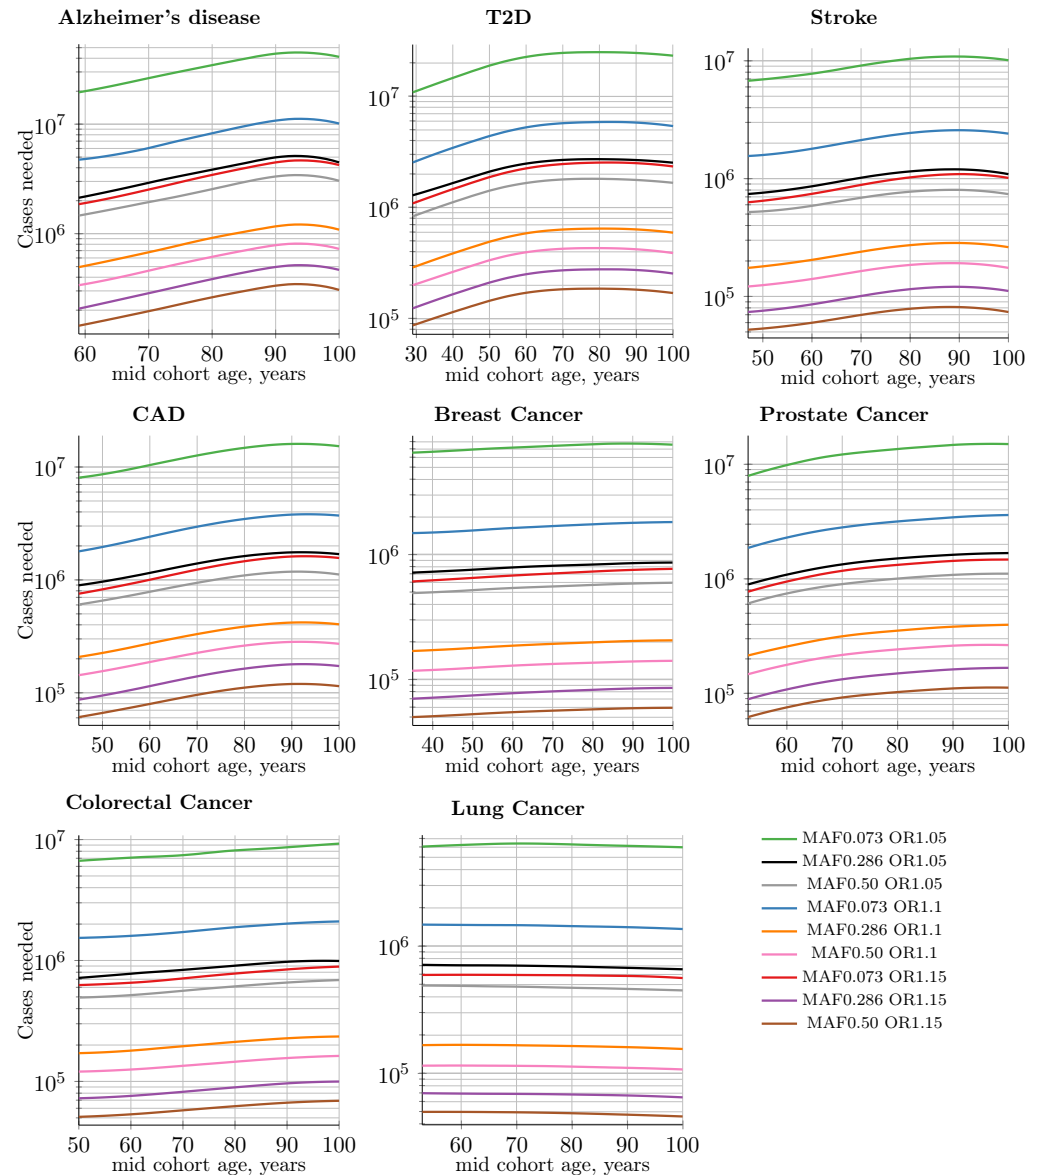 Alzheimer's disease
T2D
Stroke
Cases needed
10^7
10^6
60 70 80 90 100
mid cohort age, years
10^7
10^6
10^5
30 40 50 60 70 80 90 100
mid cohort age, years
10^7
10^6
10^5
50 60 70 80 90 100
mid cohort age, years
CAD
Breast Cancer
Prostate Cancer
Cases needed
10^7
10^6
10^5
50 60 70 80 90 100
mid cohort age, years
10^6
10^5
40 50 60 70 80 90 100
mid cohort age, years
10^7
10^6
10^5
60 70 80 90 100
mid cohort age, years
Colorectal Cancer
Lung Cancer
Cases needed
10^7
10^6
10^5
50 60 70 80 90 100
mid cohort age, years
10^6
10^5
60 70 80 90 100
mid cohort age, years
MAF0.073 OR1.05
MAF0.286 OR1.05
MAF0.50 OR1.05
MAF0.073 OR1.1
MAF0.286 OR1.1
MAF0.50 OR1.1
MAF0.073 OR1.15
MAF0.286 OR1.15
MAF0.50 OR1.15